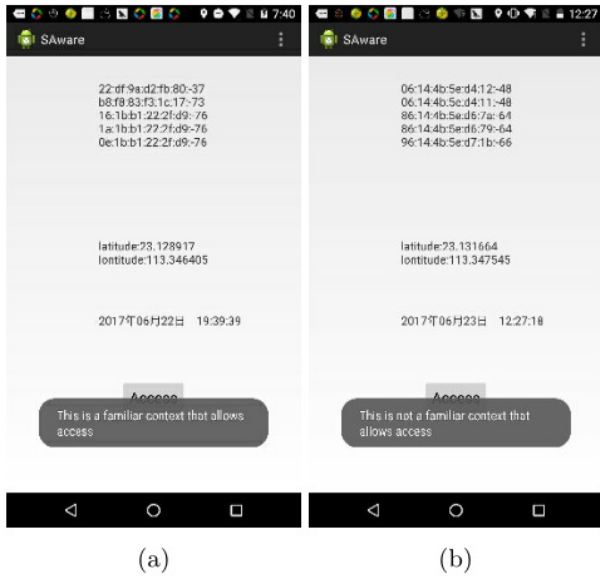 7:40
SAware
22:df:9a:d2:fb:80:-37
b8:f8:83:f3:1c:17:-73
16:1b:b1:22:2f:d9:-76
1a:1b:b1:22:2f:d9:-76
0e:1b:b1:22:2f:d9:-76
latitude:23.128917
lontitude:113.346405
2017年06月22日 19:39:39
Access
This is a familiar context that allows
access
(a)
12:27
SAware
06:14:4b:5e:d4:12:-48
06:14:4b:5e:d4:11:-48
86:14:4b:5e:d6:7a:-64
86:14:4b:5e:d6:79:-64
96:14:4b:5e:d7:1b:-66
latitude:23.131664
lontitude:113.347545
2017年06月23日 12:27:18
Access
This is not a familiar context that
allows access
(b)